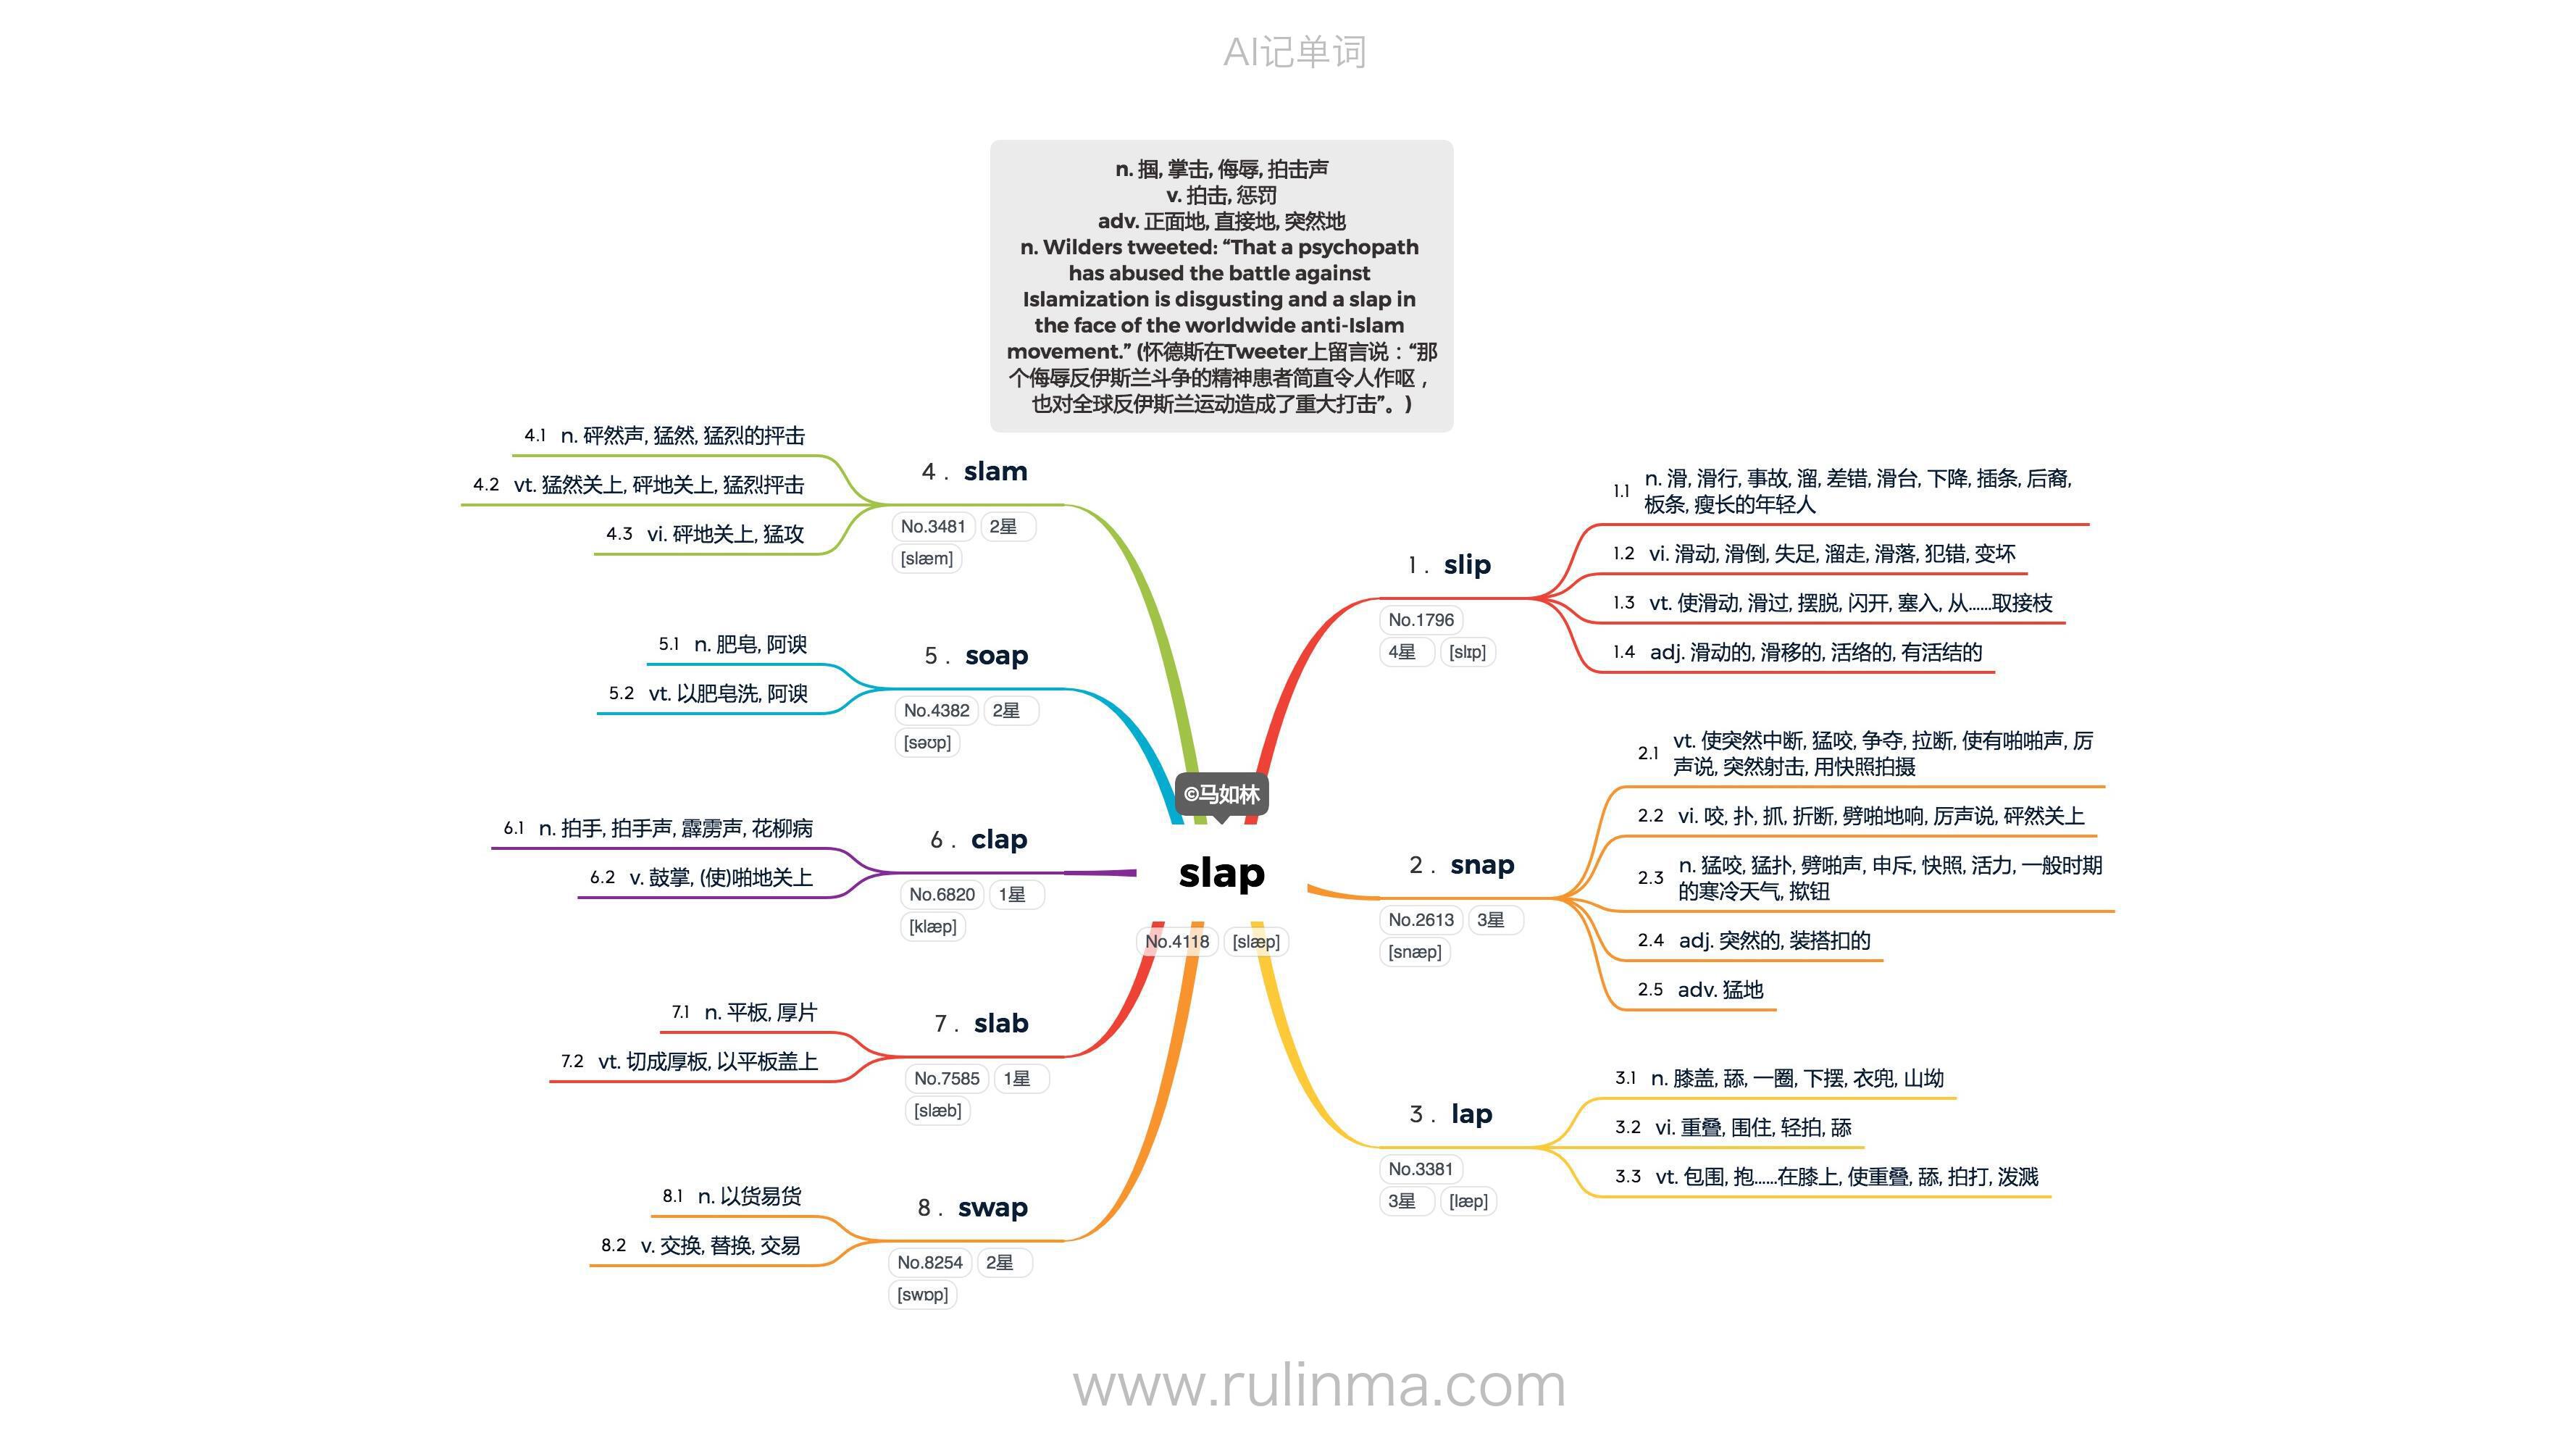 AI记单词
n. 掴, 掌击, 侮辱, 拍击声
v. 拍击, 惩罚
adv. 正面地, 直接地, 突然地
n. Wilders tweeted: “That a psychopath
has abused the battle against
Islamization is disgusting and a slap in
the face of the worldwide anti-Islam
movement.” (怀德斯在Tweeter上留言说：“那
个侮辱反伊斯兰斗争的精神患者简直令人作呕，
也对全球反伊斯兰运动造成了重大打击”。)
©马如林
slap
No.4118 [slæp]
1. slip
No.1796
4星 [slɪp]
1.1 n. 滑, 滑行, 事故, 溜, 差错, 滑台, 下降, 插条, 后裔,
板条, 瘦长的年轻人
1.2 vi. 滑动, 滑倒, 失足, 溜走, 滑落, 犯错, 变坏
1.3 vt. 使滑动, 滑过, 摆脱, 闪开, 塞入, 从……取接枝
1.4 adj. 滑动的, 滑移的, 活络的, 有活结的
2. snap
No.2613 3星
[snæp]
2.1 vt. 使突然中断, 猛咬, 争夺, 拉断, 使有啪啪声, 厉
声说, 突然射击, 用快照拍摄
2.2 vi. 咬, 扑, 抓, 折断, 劈啪地响, 厉声说, 砰然关上
2.3 n. 猛咬, 猛扑, 劈啪声, 申斥, 快照, 活力, 一般时期
的寒冷天气, 揿钮
2.4 adj. 突然的, 装搭扣的
2.5 adv. 猛地
3. lap
No.3381
3星 [læp]
3.1 n. 膝盖, 舔, 一圈, 下摆, 衣兜, 山坳
3.2 vi. 重叠, 围住, 轻拍, 舔
3.3 vt. 包围, 抱……在膝上, 使重叠, 舔, 拍打, 泼溅
4. slam
No.3481 2星
[slæm]
4.1 n. 砰然声, 猛然, 猛烈的抨击
4.2 vt. 猛然关上, 砰地关上, 猛烈抨击
4.3 vi. 砰地关上, 猛攻
5. soap
No.4382 2星
[səʊp]
5.1 n. 肥皂, 阿谀
5.2 vt. 以肥皂洗, 阿谀
6. clap
No.6820 1星
[klæp]
6.1 n. 拍手, 拍手声, 霹雳声, 花柳病
6.2 v. 鼓掌, (使)啪地关上
7. slab
No.7585 1星
[slæb]
7.1 n. 平板, 厚片
7.2 vt. 切成厚板, 以平板盖上
8. swap
No.8254 2星
[swɒp]
8.1 n. 以货易货
8.2 v. 交换, 替换, 交易
www.rulinma.com